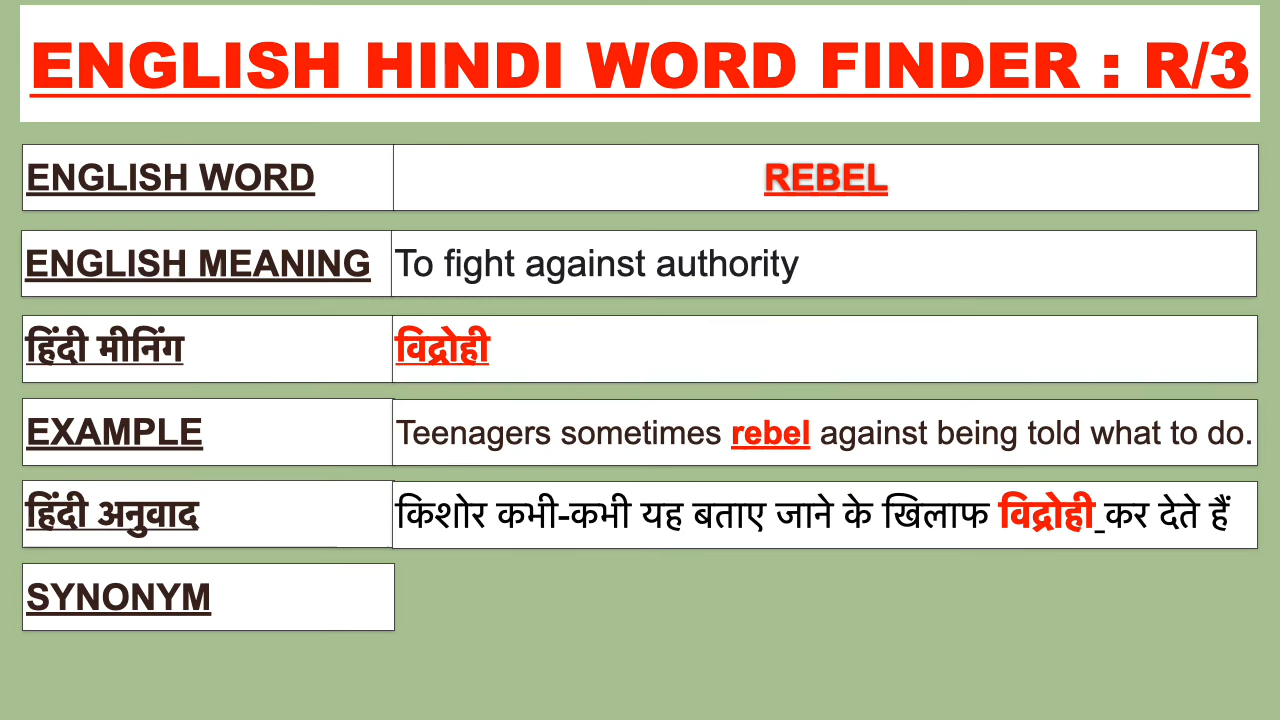 ENGLISH HINDI WORD FINDER : R/3
ENGLISH WORD REBEL
ENGLISH MEANING To fight against authority
हिंदी मीनिंग विद्रोही
EXAMPLE Teenagers sometimes rebel against being told what to do.
हिंदी अनुवाद किशोर कभी-कभी यह बताए जाने के खिलाफ विद्रोही कर देते हैं
SYNONYM